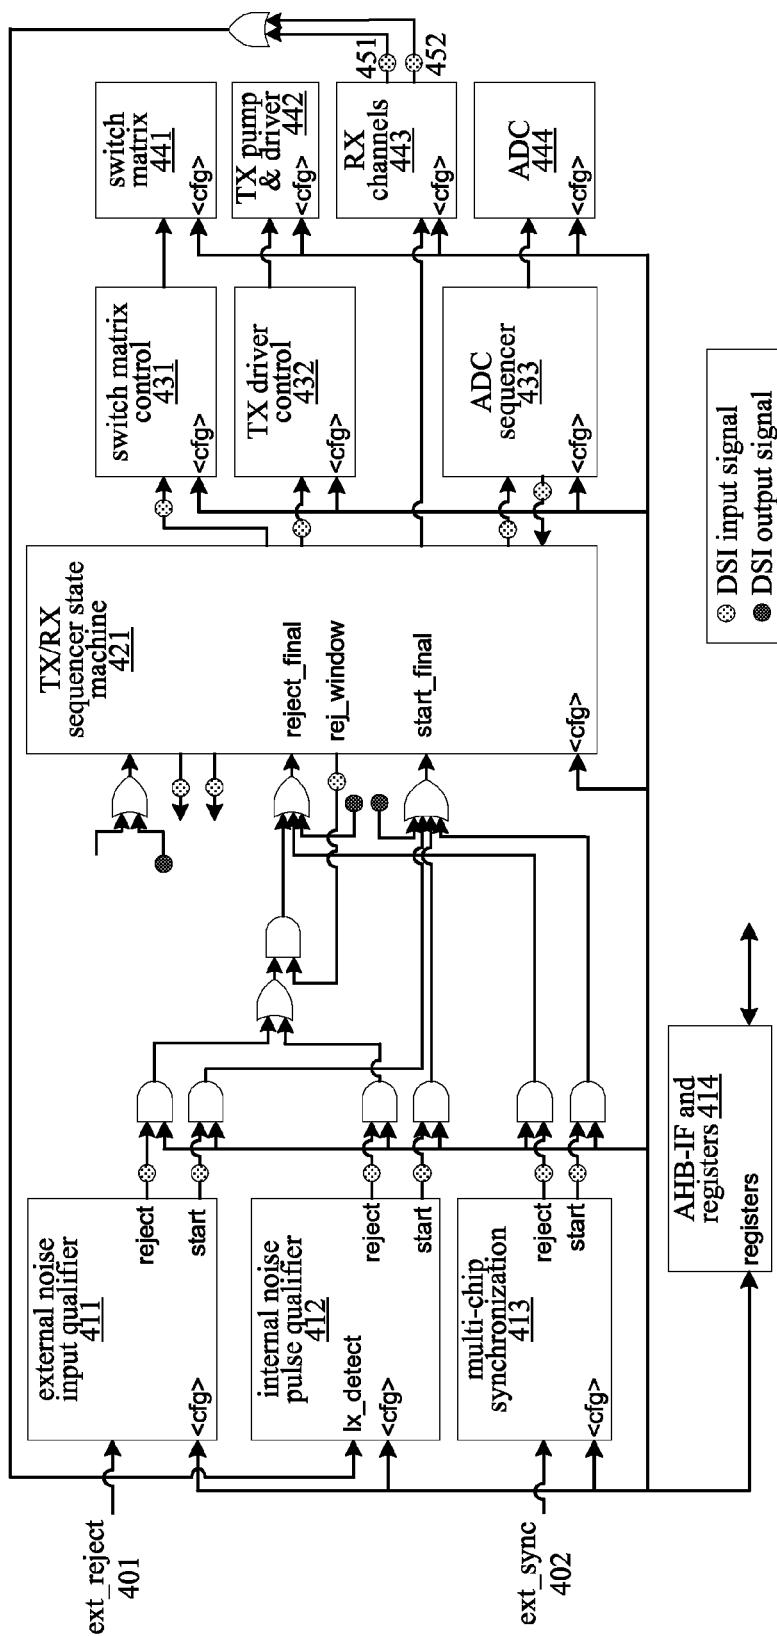 ext_reject
401
ext_sync
402
external noise
input qualifier
411
reject
start
<cfg>
internal noise
pulse qualifier
412
lx_detect
<cfg>
reject
start
multi-chip
synchronization
413
reject
start
<cfg>
AHB-IF and
registers 414
registers
TX/RX
sequencer state
machine
421
reject_final
rej_window
start_final
<cfg>
switch matrix
control
431
<cfg>
TX driver
control
432
<cfg>
ADC
sequencer
433
<cfg>
switch
matrix
441
<cfg>
TX pump
& driver
442
<cfg>
RX
channels
443
<cfg>
ADC
444
<cfg>
451
452
DSI input signal
DSI output signal